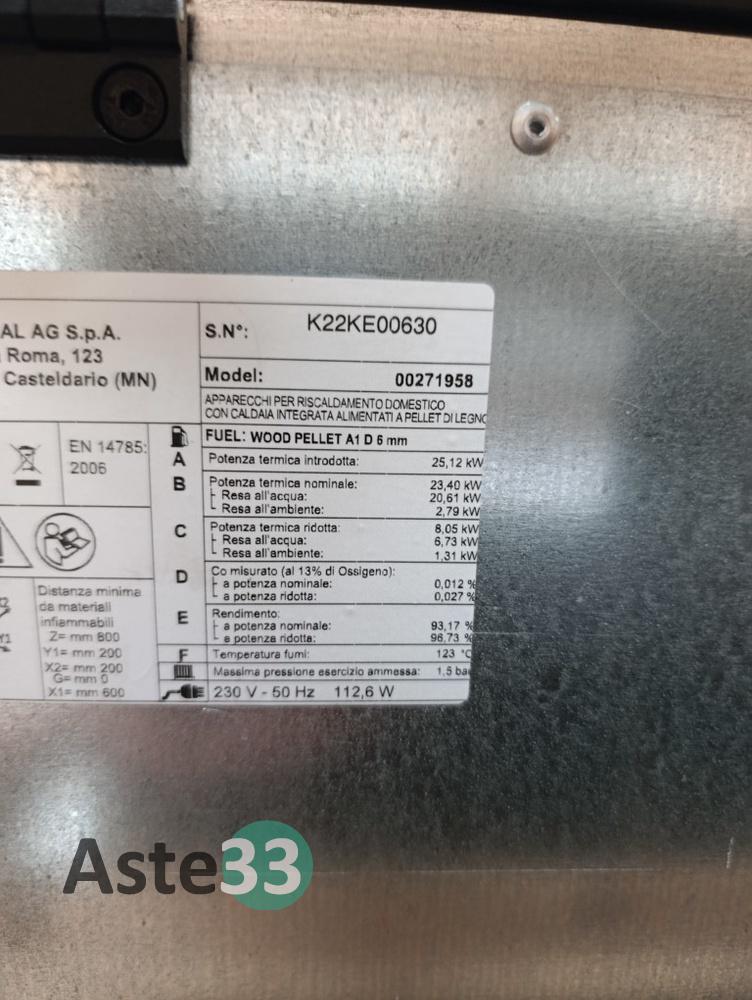 AL AG S.p.A.
Roma, 123
Casteldario (MN)
S.N°: K22KE00630
Model: 00271958
APPARECCHI PER RISCALDAMENTO DOMESTICO
CON CALDAIA INTEGRATA ALIMENTATI A PELLET DI LEGNO
EN 14785:
2006
FUEL: WOOD PELLET A1 D 6 mm
A Potenza termica introdotta: 25,12 kW
B Potenza termica nominale: 23,40 kW
Resa all'acqua: 20,61 kW
Resa all'ambiente: 2,79 kW
C Potenza termica ridotta: 8,05 kW
Resa all'acqua: 6,73 kW
Resa all'ambiente: 1,31 kW
D Co misurato (al 13% di Ossigeno):
a potenza nominale: 0,012 %
a potenza ridotta: 0,027 %
E Rendimento:
a potenza nominale: 93,17 %
a potenza ridotta: 96,73 %
F Temperatura fumi: 123 °C
Massima pressione esercizio ammessa: 1,5 ba
230 V - 50 Hz 112,6 W
Distanza minima
da materiali
infiammabili
Z= mm 800
Y1= mm 200
X2= mm 200
G= mm 0
X1= mm 600
Y1
Aste33